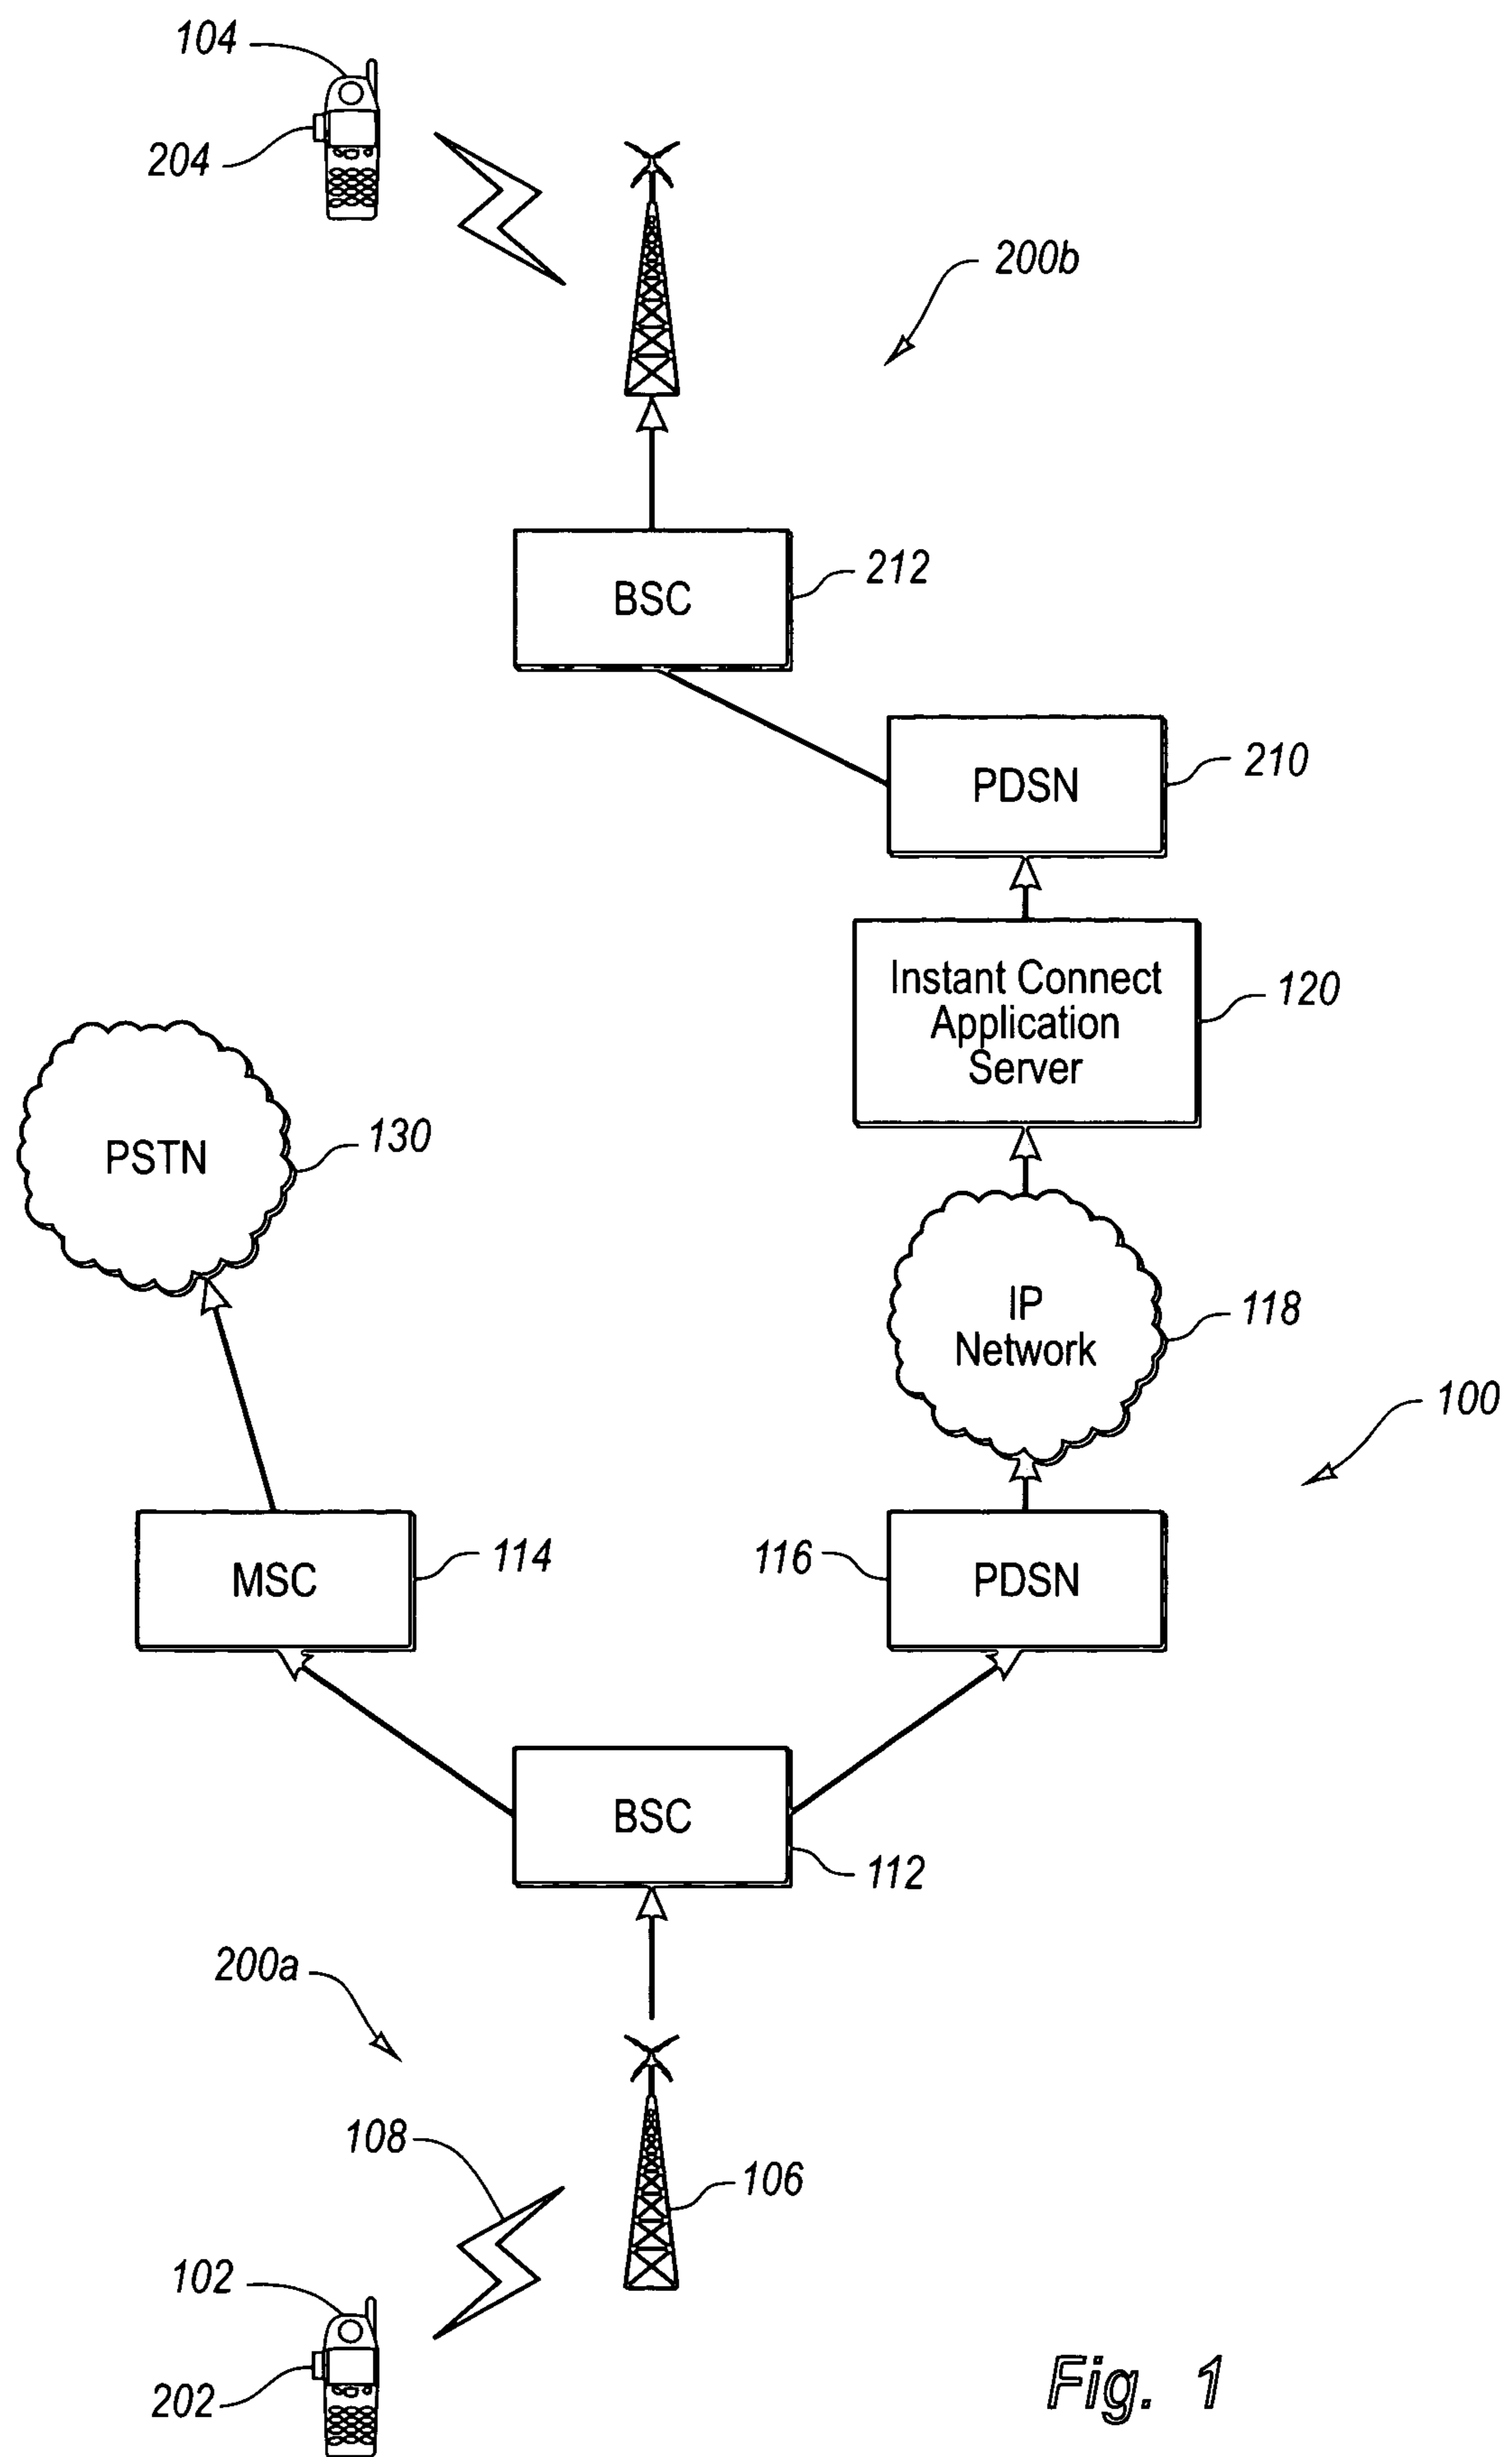 104
204
200b
BSC
212
PDSN
210
Instant Connect
Application
Server
120
PSTN
130
IP
Network
118
100
MSC
114
116
PDSN
BSC
112
200a
108
106
102
202
Fig. 1